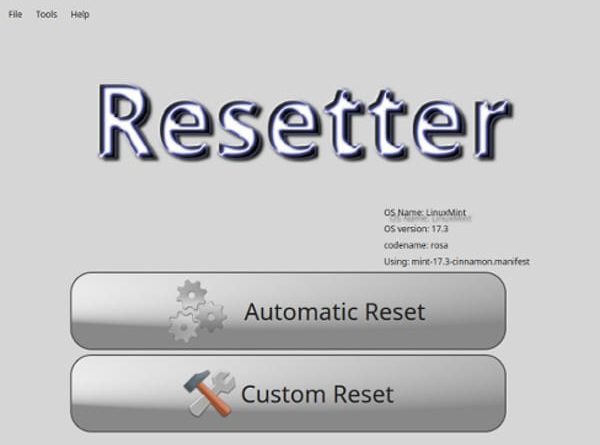 File Tools Help
Resetter
OS Name: LinuxMint
OS version: 17.3
codename: rosa
Using: mint-17.3-cinnamon.manifest
Automatic Reset
Custom Reset